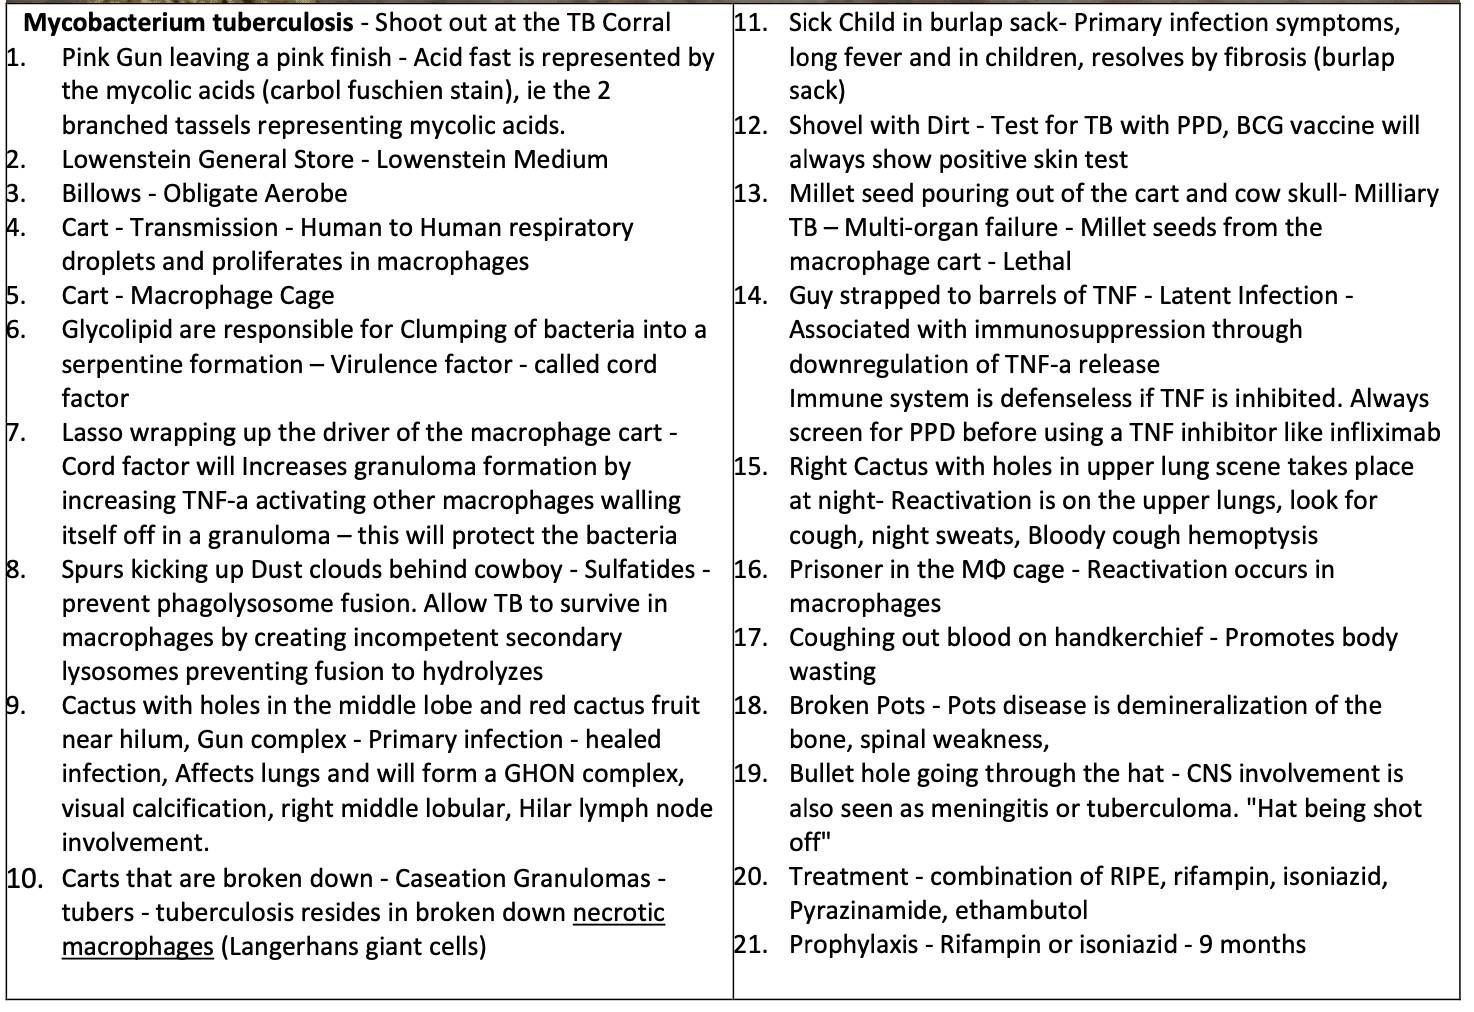 Mycobacterium tuberculosis - Shoot out at the TB Corral
1. Pink Gun leaving a pink finish - Acid fast is represented by
the mycolic acids (carbol fuschien stain), ie the 2
branched tassels representing mycolic acids.
2. Lowenstein General Store - Lowenstein Medium
3. Billows - Obligate Aerobe
4. Cart - Transmission - Human to Human respiratory
droplets and proliferates in macrophages
5. Cart - Macrophage Cage
6. Glycolipid are responsible for Clumping of bacteria into a
serpentine formation – Virulence factor - called cord
factor
7. Lasso wrapping up the driver of the macrophage cart -
Cord factor will Increases granuloma formation by
increasing TNF-a activating other macrophages walling
itself off in a granuloma – this will protect the bacteria
8. Spurs kicking up Dust clouds behind cowboy - Sulfatides -
prevent phagolysosome fusion. Allow TB to survive in
macrophages by creating incompetent secondary
lysosomes preventing fusion to hydrolyzes
9. Cactus with holes in the middle lobe and red cactus fruit
near hilum, Gun complex - Primary infection - healed
infection, Affects lungs and will form a GHON complex,
visual calcification, right middle lobular, Hilar lymph node
involvement.
10. Carts that are broken down - Caseation Granulomas -
tubers - tuberculosis resides in broken down necrotic
macrophages (Langerhans giant cells)
11. Sick Child in burlap sack- Primary infection symptoms,
long fever and in children, resolves by fibrosis (burlap
sack)
12. Shovel with Dirt - Test for TB with PPD, BCG vaccine will
always show positive skin test
13. Millet seed pouring out of the cart and cow skull- Milliary
TB – Multi-organ failure - Millet seeds from the
macrophage cart - Lethal
14. Guy strapped to barrels of TNF - Latent Infection -
Associated with immunosuppression through
downregulation of TNF-a release
Immune system is defenseless if TNF is inhibited. Always
screen for PPD before using a TNF inhibitor like infliximab
15. Right Cactus with holes in upper lung scene takes place
at night- Reactivation is on the upper lungs, look for
cough, night sweats, Bloody cough hemoptysis
16. Prisoner in the MΦ cage - Reactivation occurs in
macrophages
17. Coughing out blood on handkerchief - Promotes body
wasting
18. Broken Pots - Pots disease is demineralization of the
bone, spinal weakness,
19. Bullet hole going through the hat - CNS involvement is
also seen as meningitis or tuberculoma. "Hat being shot
off"
20. Treatment - combination of RIPE, rifampin, isoniazid,
Pyrazinamide, ethambutol
21. Prophylaxis - Rifampin or isoniazid - 9 months